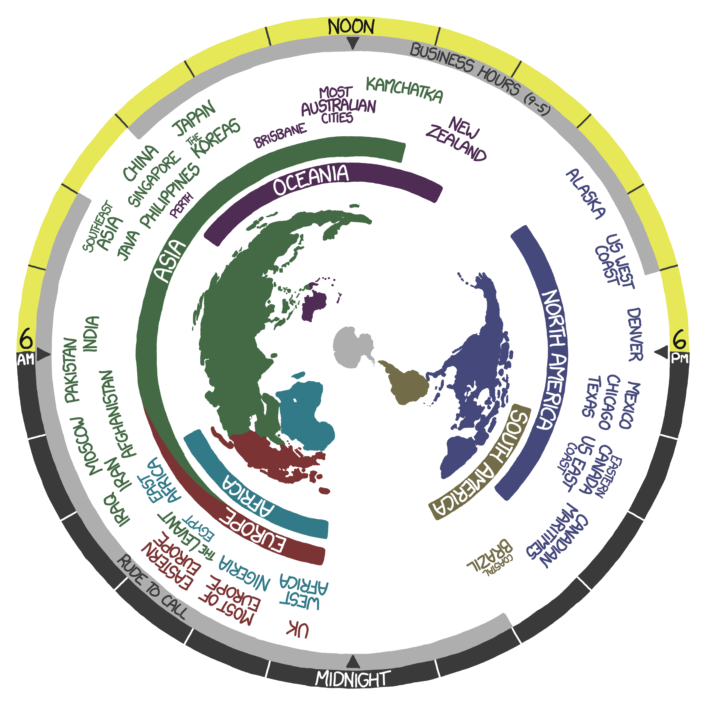 NOON
BUSINESS HOURS (9-5)
KAMCHATKA
MOST
AUSTRALIAN
CITIES
BRISBANE
NEW
ZEALAND
JAPAN
THE
KOREAS
CHINA
SINGAPORE
PHILIPPINES
PERTH
SOUTHEAST
ASIA
JAVA
OCEANIA
ASIA
ALASKA
US WEST
COAST
DENVER
6
AM
6
PM
INDIA
PAKISTAN
AFGHANISTAN
MOSCOW
IRAN
IRAQ
NORTH AMERICA
SOUTH AMERICA
MEXICO
CHICAGO
TEXAS
EASTERN
CANADA
US EAST
COAST
CANADIAN
MARITIMES
COASTAL
BRAZIL
AFRICA
EUROPE
EAST
AFRICA
EGYPT
THE LEVANT
EASTERN
EUROPE
NIGERIA
MOST OF
EUROPE
WEST
AFRICA
UK
RUDE TO CALL
MIDNIGHT